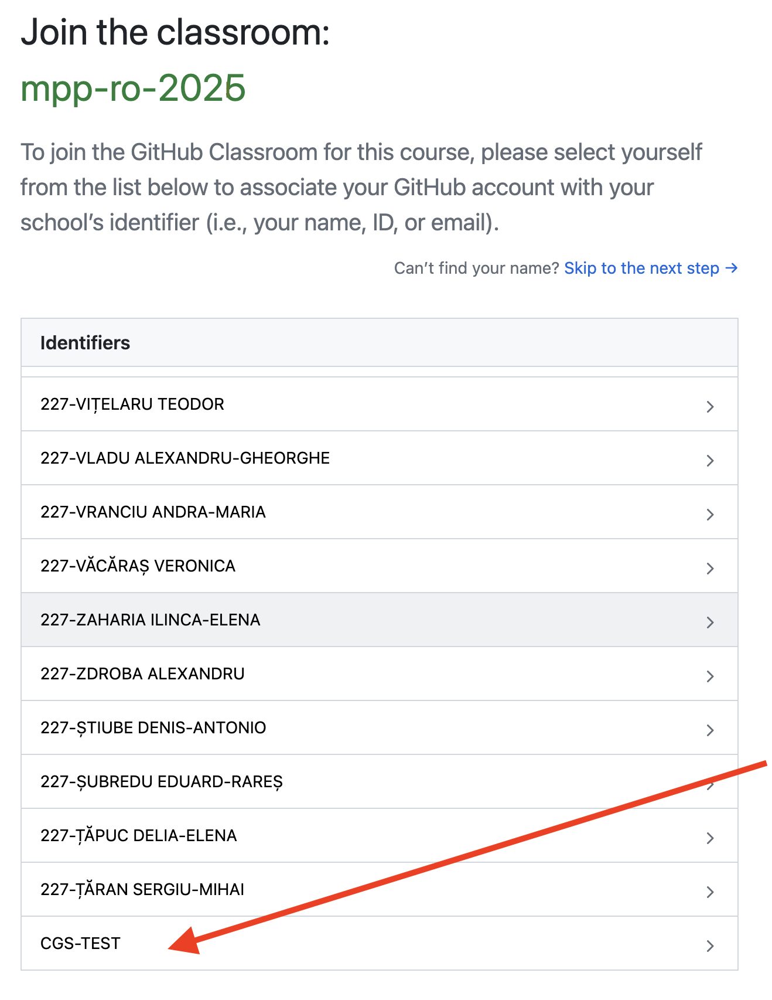 Join the classroom:
mpp-ro-2025
To join the GitHub Classroom for this course, please select yourself
from the list below to associate your GitHub account with your
school’s identifier (i.e., your name, ID, or email).
Can’t find your name? Skip to the next step →
Identifiers
227-VIȚELARU TEODOR
227-VLADU ALEXANDRU-GHEORGHE
227-VRANCIU ANDRA-MARIA
227-VĂCĂRAȘ VERONICA
227-ZAHARIA ILINCA-ELENA
227-ZDROBA ALEXANDRU
227-ȘTIUBE DENIS-ANTONIO
227-ȘUBREDU EDUARD-RAREȘ
227-ȚĂPUC DELIA-ELENA
227-ȚĂRAN SERGIU-MIHAI
CGS-TEST